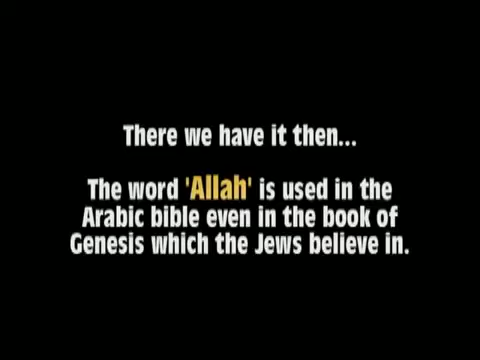 There we have it then...
The word 'Allah' is used in the
Arabic bible even in the book of
Genesis which the Jews believe in.